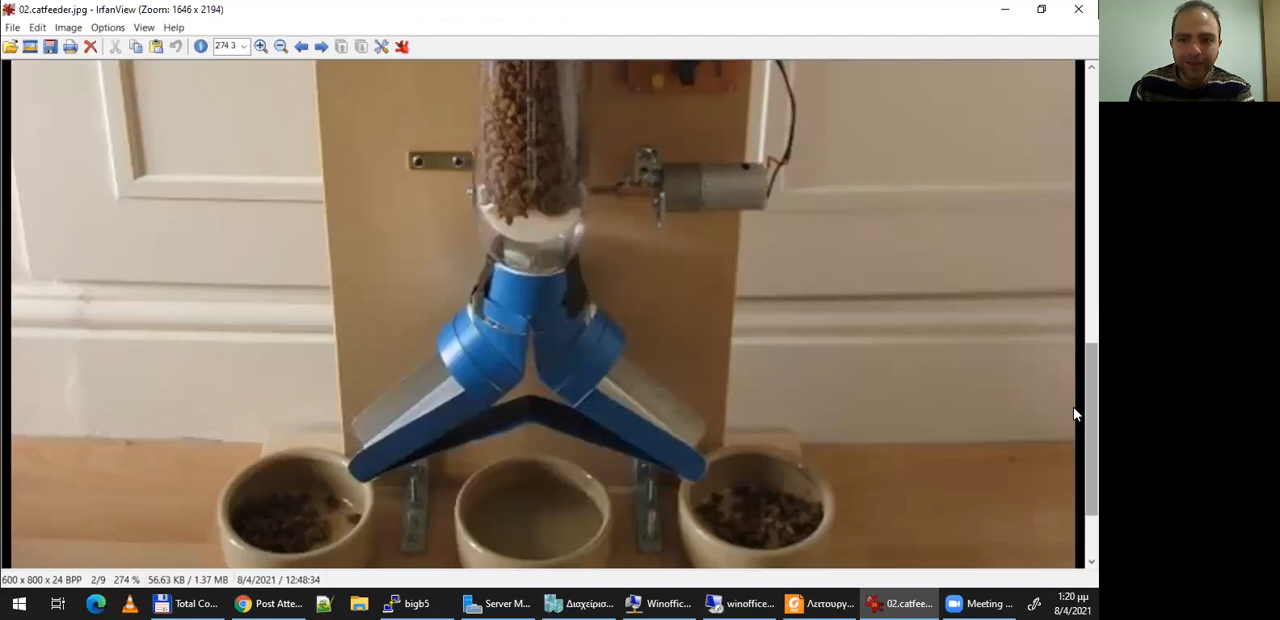 02.catfeeder.jpg - IrfanView (Zoom: 1646 x 2194)
File Edit Image Options View Help
274.3
600 x 800 x 24 BPP 2/9 274 % 56.63 KB / 1.37 MB 8/4/2021 / 12:48:34
Total Co... Post Atte... bigb5 Server M... Διαχείρισ... Winoffic... winoffice... Λειτουργ... 02.catfee... Meeting ... 1:20 μμ
8/4/2021